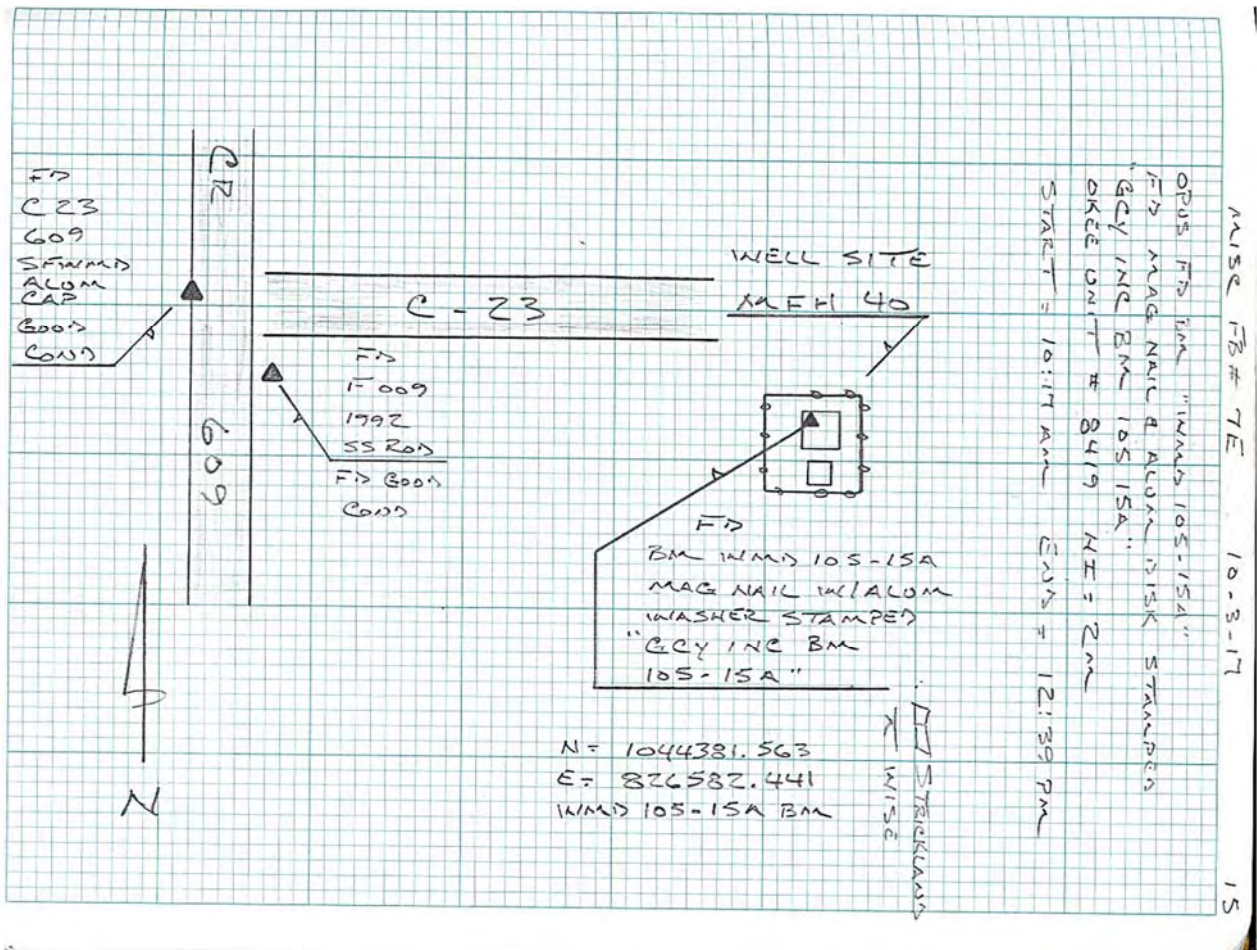 MISC FB# 7E 10-3-17 15
OPUS FD BM "WMD 105-15A"
FD MAG NAIL & ALUM DISK STAMPED
"GCY INC BM 105 15A"
OKEE UNIT # 8419 HI= 2m
START = 10:17 AM END = 12:39 PM
STRICKLAND
WISE
FD
C 23
609
SFWMD
ALUM
CAP
GOOD
COND
CR
609
C-23
FD
F 009
1992
SS ROD
FD GOOD
COND
WELL SITE
MFH 40
FD
BM WMD 105-15A
MAG NAIL W/ALUM
WASHER STAMPED
"GCY INC BM
105-15A"
N= 1044381.563
E= 826582.441
WMD 105-15A BM
N